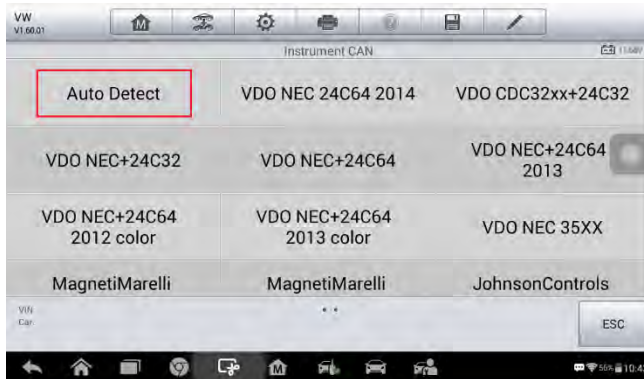 VW
V1.60.01
Instrument CAN
Auto Detect
VDO NEC 24C64 2014
VDO CDC32xx+24C32
VDO NEC+24C32
VDO NEC+24C64
VDO NEC+24C64
2013
VDO NEC+24C64
2012 color
VDO NEC+24C64
2013 color
VDO NEC 35XX
MagnetiMarelli
MagnetiMarelli
JohnsonControls
VIN
Car
ESC
56%